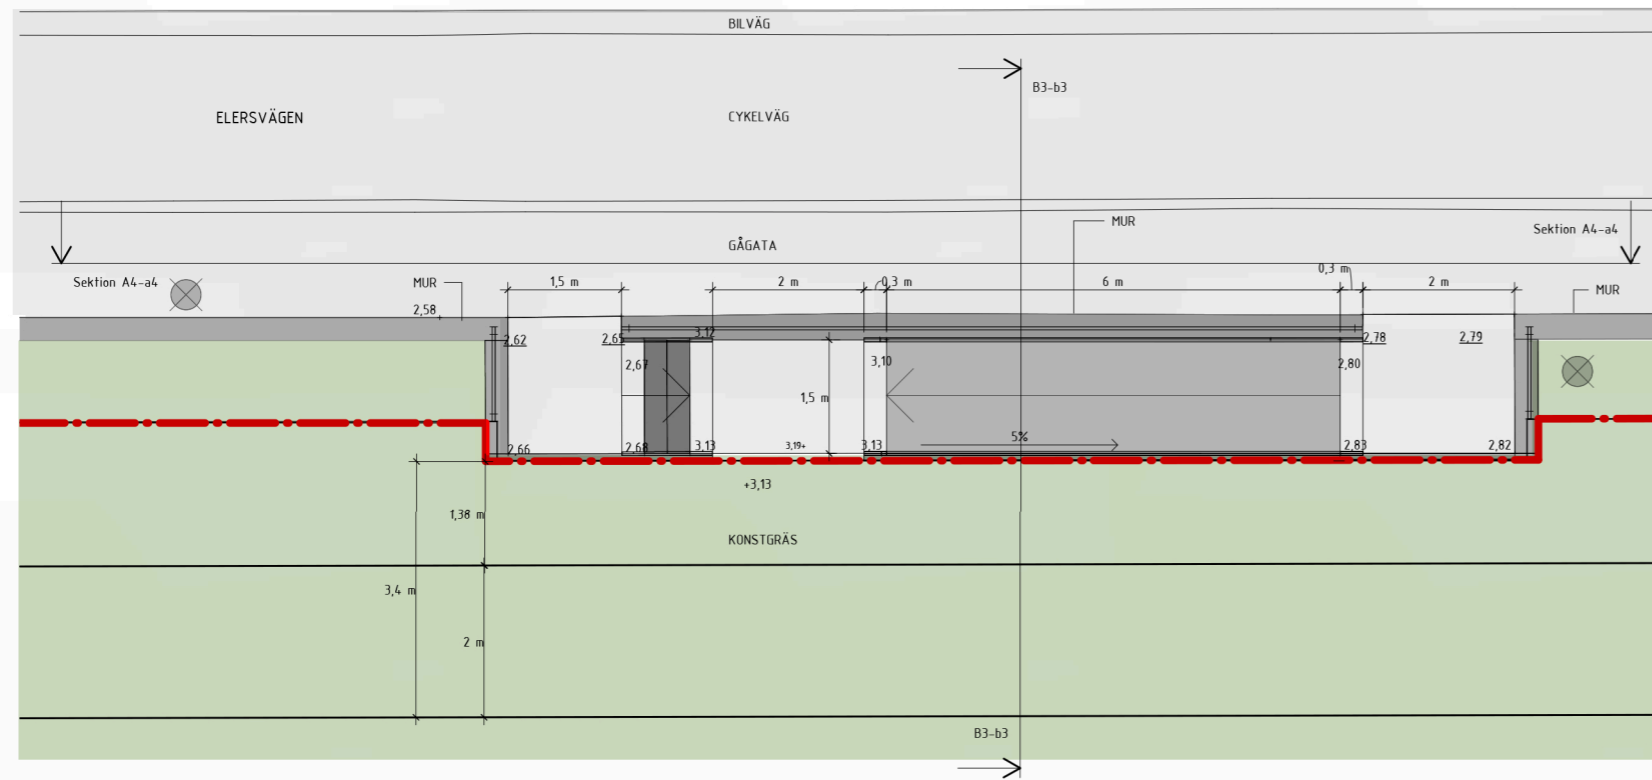 BILVÄG
B3-b3
ELERSVÄGEN
CYKELVÄG
MUR
Sektion A4-a4
GÅGATA
Sektion A4-a4
MUR
1,5 m
2 m
0,3 m
6 m
0,3 m
2 m
MUR
2,58
2,62
2,65
3,12
2,78
2,79
2,67
3,10
2,80
1,5 m
2,66
2,68
3,13
3,19+
3,13
5%
2,83
2,82
+3,13
1,38 m
KONSTGRÄS
3,4 m
2 m
B3-b3